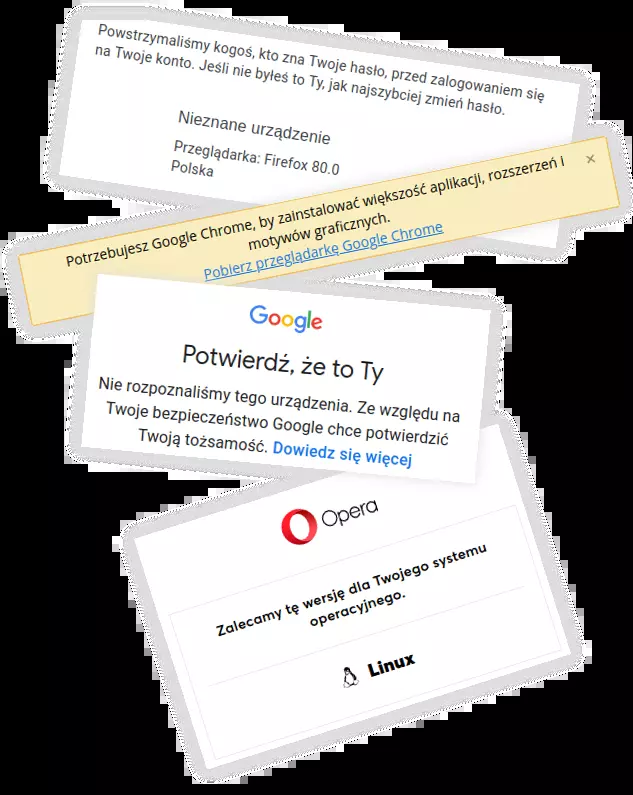 Powstrzymaliśmy kogoś, kto zna Twoje hasło, przed zalogowaniem się
na Twoje konto. Jeśli nie byłeś to Ty, jak najszybciej zmień hasło.
Nieznane urządzenie
Przeglądarka: Firefox 80.0
Polska
Potrzebujesz Google Chrome, by zainstalować większość aplikacji, rozszerzeń i
motywów graficznych.
Pobierz przeglądarkę Google Chrome
×
Google
Potwierdź, że to Ty
Nie rozpoznaliśmy tego urządzenia. Ze względu na
Twoje bezpieczeństwo Google chce potwierdzić
Twoją tożsamość. Dowiedz się więcej
Opera
Zalecamy tę wersję dla Twojego systemu
operacyjnego.
Linux